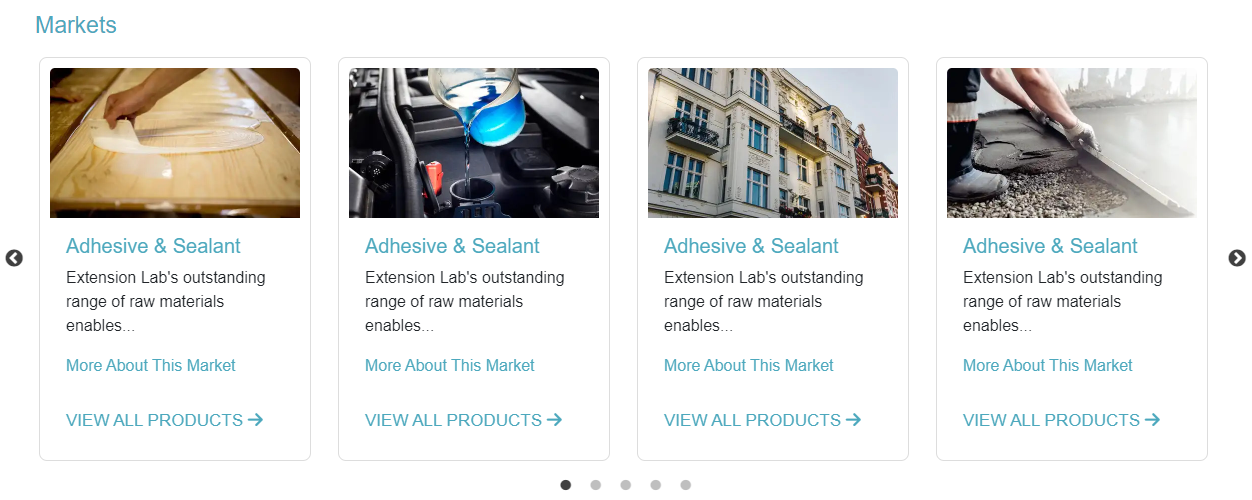 Markets
Adhesive & Sealant
Extension Lab's outstanding
range of raw materials
enables...
More About This Market
VIEW ALL PRODUCTS →
Adhesive & Sealant
Extension Lab's outstanding
range of raw materials
enables...
More About This Market
VIEW ALL PRODUCTS →
Adhesive & Sealant
Extension Lab's outstanding
range of raw materials
enables...
More About This Market
VIEW ALL PRODUCTS →
Adhesive & Sealant
Extension Lab's outstanding
range of raw materials
enables...
More About This Market
VIEW ALL PRODUCTS →